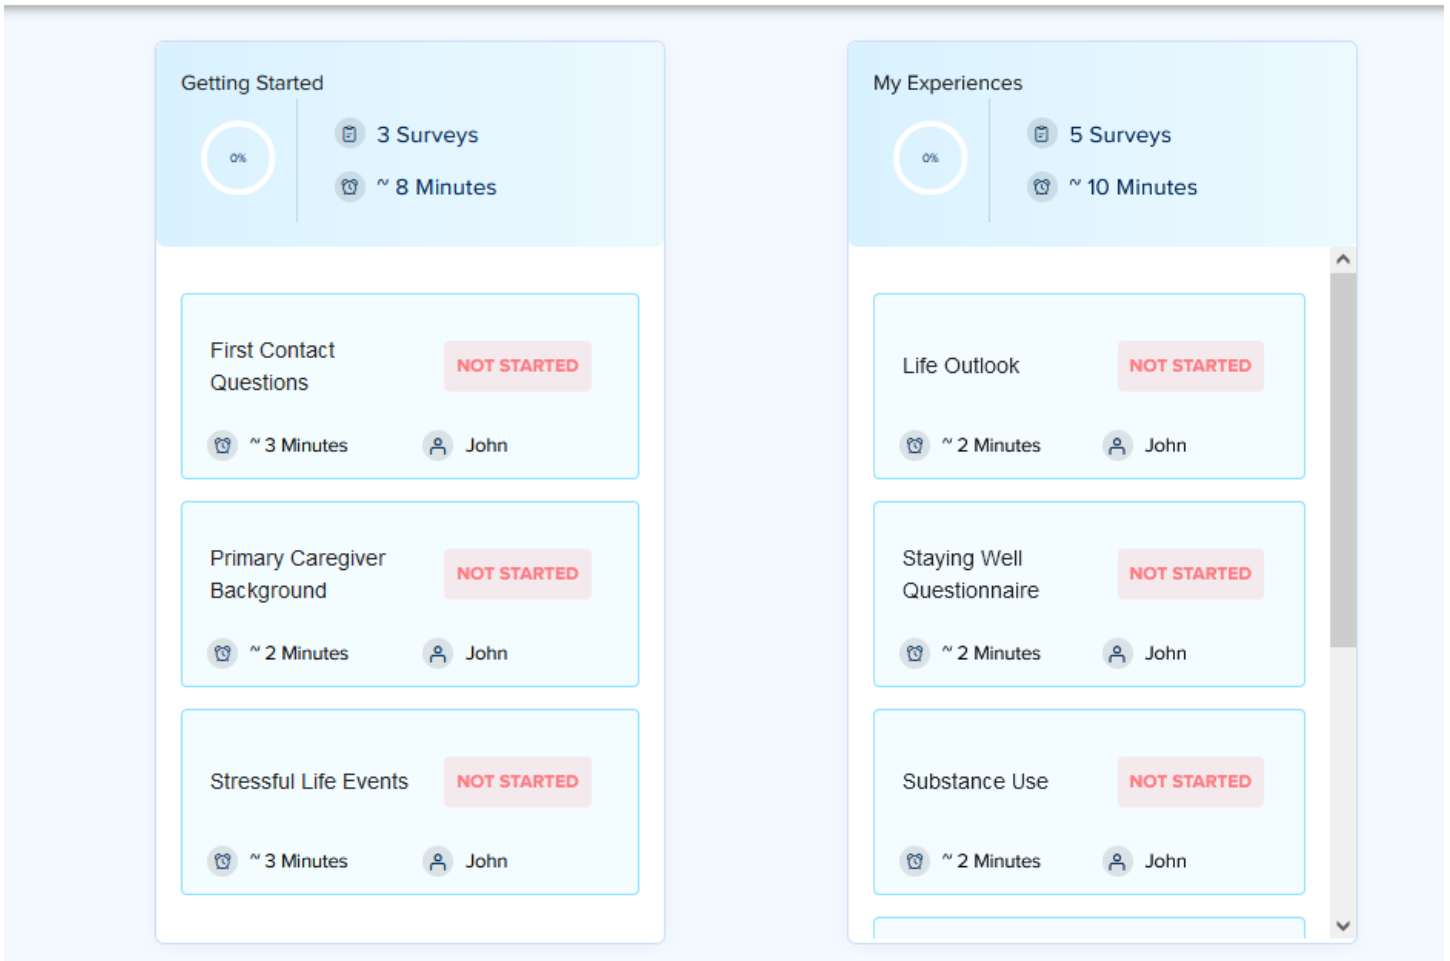 Getting Started
0%
3 Surveys
~ 8 Minutes
First Contact
Questions
NOT STARTED
~ 3 Minutes
John
Primary Caregiver
Background
NOT STARTED
~ 2 Minutes
John
Stressful Life Events
NOT STARTED
~ 3 Minutes
John
My Experiences
0%
5 Surveys
~ 10 Minutes
Life Outlook
NOT STARTED
~ 2 Minutes
John
Staying Well
Questionnaire
NOT STARTED
~ 2 Minutes
John
Substance Use
NOT STARTED
~ 2 Minutes
John